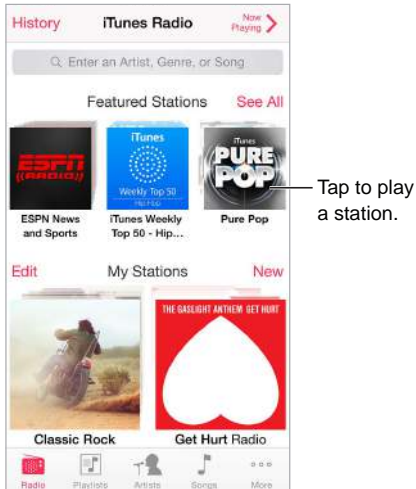 History iTunes Radio Now Playing
Enter an Artist, Genre, or Song
Featured Stations See All
ESPN
((RADIO))
iTunes
Weekly Top 50
Hip Hop
iTunes
PURE
POP
Tap to play
a station.
ESPN News
and Sports
iTunes Weekly
Top 50 - Hip...
Pure Pop
Edit My Stations New
THE GASLIGHT ANTHEM GET HURT
Classic Rock Get Hurt Radio
Radio Playlists Artists Songs More